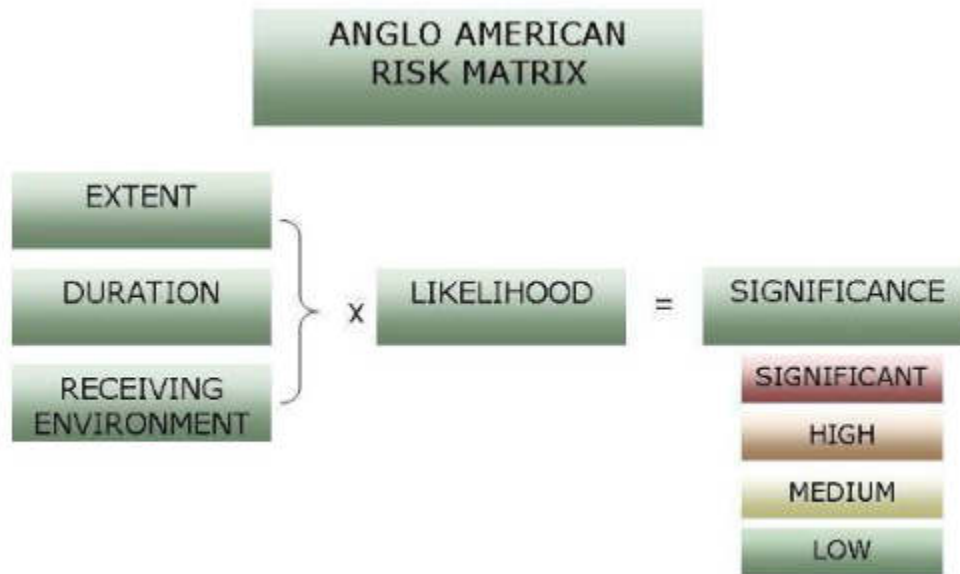 ANGLO AMERICAN
RISK MATRIX
EXTENT
DURATION
RECEIVING
ENVIRONMENT
x
LIKELIHOOD
=
SIGNIFICANCE
SIGNIFICANT
HIGH
MEDIUM
LOW